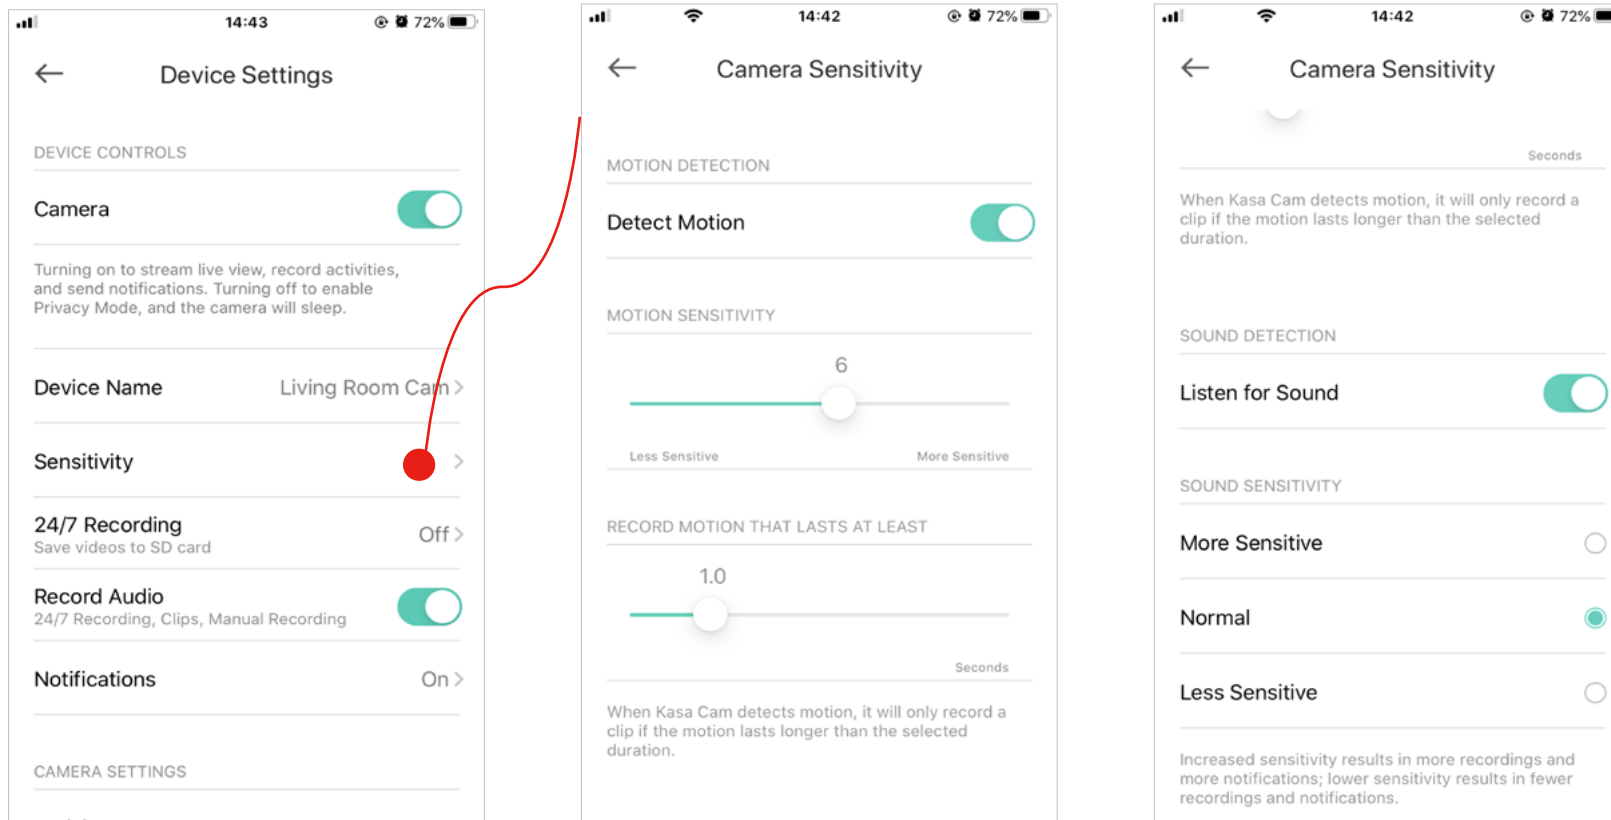 14:43
72%
Device Settings
DEVICE CONTROLS
Camera
Turning on to stream live view, record activities,
and send notifications. Turning off to enable
Privacy Mode, and the camera will sleep.
Device Name Living Room Cam
Sensitivity
24/7 Recording Off
Save videos to SD card
Record Audio
24/7 Recording, Clips, Manual Recording
Notifications On
CAMERA SETTINGS
14:42
72%
Camera Sensitivity
MOTION DETECTION
Detect Motion
MOTION SENSITIVITY
6
Less Sensitive More Sensitive
RECORD MOTION THAT LASTS AT LEAST
1.0
Seconds
When Kasa Cam detects motion, it will only record a
clip if the motion lasts longer than the selected
duration.
14:42
72%
Camera Sensitivity
Seconds
When Kasa Cam detects motion, it will only record a
clip if the motion lasts longer than the selected
duration.
SOUND DETECTION
Listen for Sound
SOUND SENSITIVITY
More Sensitive
Normal
Less Sensitive
Increased sensitivity results in more recordings and
more notifications; lower sensitivity results in fewer
recordings and notifications.